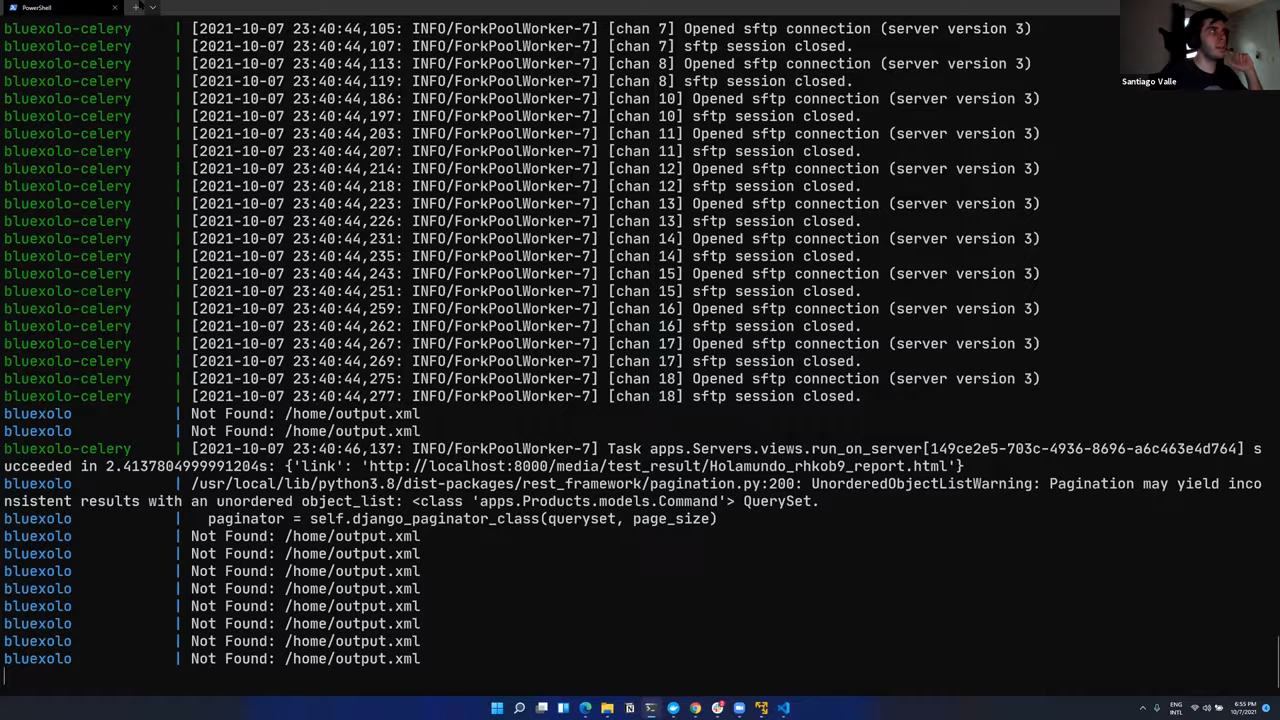 PowerShell
bluexolo-celery | [2021-10-07 23:40:44,105: INFO/ForkPoolWorker-7] [chan 7] Opened sftp connection (server version 3)
bluexolo-celery | [2021-10-07 23:40:44,107: INFO/ForkPoolWorker-7] [chan 7] sftp session closed.
bluexolo-celery | [2021-10-07 23:40:44,113: INFO/ForkPoolWorker-7] [chan 8] Opened sftp connection (server version 3)
bluexolo-celery | [2021-10-07 23:40:44,119: INFO/ForkPoolWorker-7] [chan 8] sftp session closed.
bluexolo-celery | [2021-10-07 23:40:44,186: INFO/ForkPoolWorker-7] [chan 10] Opened sftp connection (server version 3)
bluexolo-celery | [2021-10-07 23:40:44,197: INFO/ForkPoolWorker-7] [chan 10] sftp session closed.
bluexolo-celery | [2021-10-07 23:40:44,203: INFO/ForkPoolWorker-7] [chan 11] Opened sftp connection (server version 3)
bluexolo-celery | [2021-10-07 23:40:44,207: INFO/ForkPoolWorker-7] [chan 11] sftp session closed.
bluexolo-celery | [2021-10-07 23:40:44,214: INFO/ForkPoolWorker-7] [chan 12] Opened sftp connection (server version 3)
bluexolo-celery | [2021-10-07 23:40:44,218: INFO/ForkPoolWorker-7] [chan 12] sftp session closed.
bluexolo-celery | [2021-10-07 23:40:44,223: INFO/ForkPoolWorker-7] [chan 13] Opened sftp connection (server version 3)
bluexolo-celery | [2021-10-07 23:40:44,226: INFO/ForkPoolWorker-7] [chan 13] sftp session closed.
bluexolo-celery | [2021-10-07 23:40:44,231: INFO/ForkPoolWorker-7] [chan 14] Opened sftp connection (server version 3)
bluexolo-celery | [2021-10-07 23:40:44,235: INFO/ForkPoolWorker-7] [chan 14] sftp session closed.
bluexolo-celery | [2021-10-07 23:40:44,243: INFO/ForkPoolWorker-7] [chan 15] Opened sftp connection (server version 3)
bluexolo-celery | [2021-10-07 23:40:44,251: INFO/ForkPoolWorker-7] [chan 15] sftp session closed.
bluexolo-celery | [2021-10-07 23:40:44,259: INFO/ForkPoolWorker-7] [chan 16] Opened sftp connection (server version 3)
bluexolo-celery | [2021-10-07 23:40:44,262: INFO/ForkPoolWorker-7] [chan 16] sftp session closed.
bluexolo-celery | [2021-10-07 23:40:44,267: INFO/ForkPoolWorker-7] [chan 17] Opened sftp connection (server version 3)
bluexolo-celery | [2021-10-07 23:40:44,269: INFO/ForkPoolWorker-7] [chan 17] sftp session closed.
bluexolo-celery | [2021-10-07 23:40:44,275: INFO/ForkPoolWorker-7] [chan 18] Opened sftp connection (server version 3)
bluexolo-celery | [2021-10-07 23:40:44,277: INFO/ForkPoolWorker-7] [chan 18] sftp session closed.
bluexolo | Not Found: /home/output.xml
bluexolo | Not Found: /home/output.xml
bluexolo-celery | [2021-10-07 23:40:46,137: INFO/ForkPoolWorker-7] Task apps.Servers.views.run_on_server[149ce2e5-703c-4936-8696-a6c463e4d764] s
ucceeded in 2.4137804999991204s: {'link': 'http://localhost:8000/media/test_result/Holamundo_rhkob9_report.html'}
bluexolo | /usr/local/lib/python3.8/dist-packages/rest_framework/pagination.py:200: UnorderedObjectListWarning: Pagination may yield inco
nsistent results with an unordered object_list: <class 'apps.Products.models.Command'> QuerySet.
bluexolo | paginator = self.django_paginator_class(queryset, page_size)
bluexolo | Not Found: /home/output.xml
bluexolo | Not Found: /home/output.xml
bluexolo | Not Found: /home/output.xml
bluexolo | Not Found: /home/output.xml
bluexolo | Not Found: /home/output.xml
bluexolo | Not Found: /home/output.xml
bluexolo | Not Found: /home/output.xml
bluexolo | Not Found: /home/output.xml
Santiago Valle
ENG
INTL
6:55 PM
10/7/2021